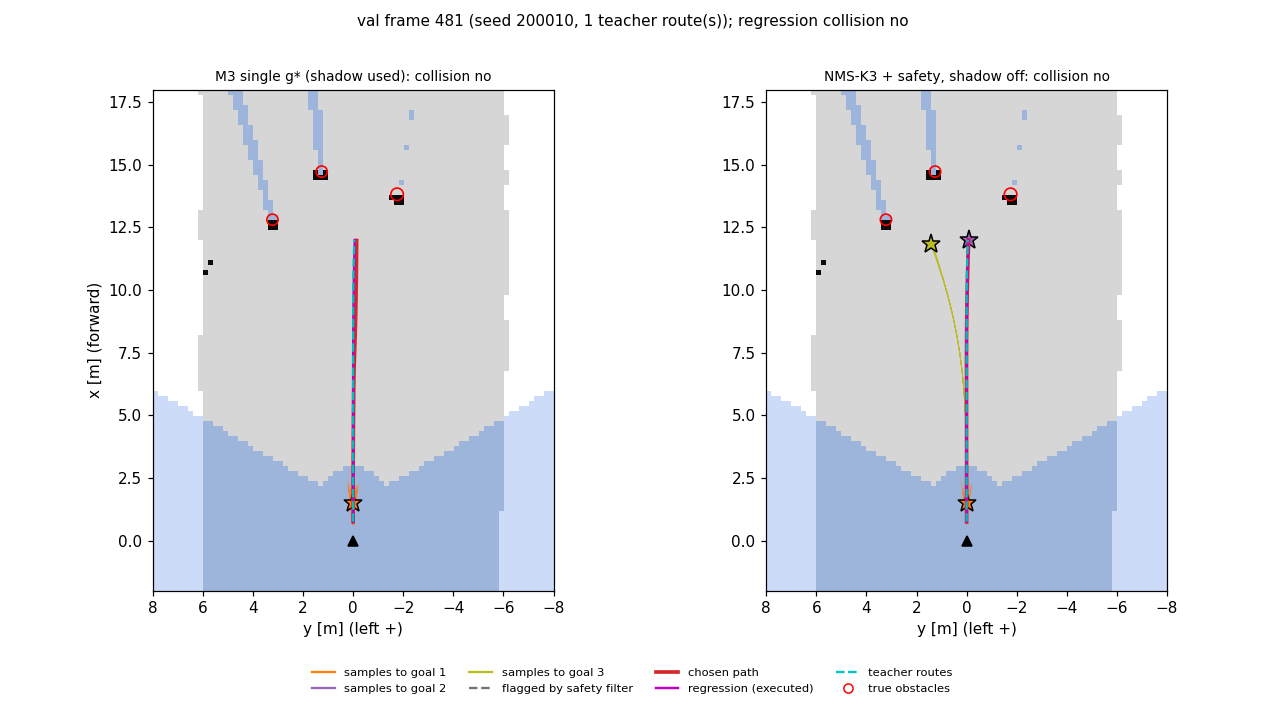 val frame 481 (seed 200010, 1 teacher route(s)); regression collision no
M3 single g* (shadow used): collision no
NMS-K3 + safety, shadow off: collision no
17.5
15.0
12.5
10.0
7.5
5.0
2.5
0.0
x [m] (forward)
8 6 4 2 0 −2 −4 −6 −8
y [m] (left +)
17.5
15.0
12.5
10.0
7.5
5.0
2.5
0.0
8 6 4 2 0 −2 −4 −6 −8
y [m] (left +)
samples to goal 1
samples to goal 2
samples to goal 3
flagged by safety filter
chosen path
regression (executed)
teacher routes
true obstacles